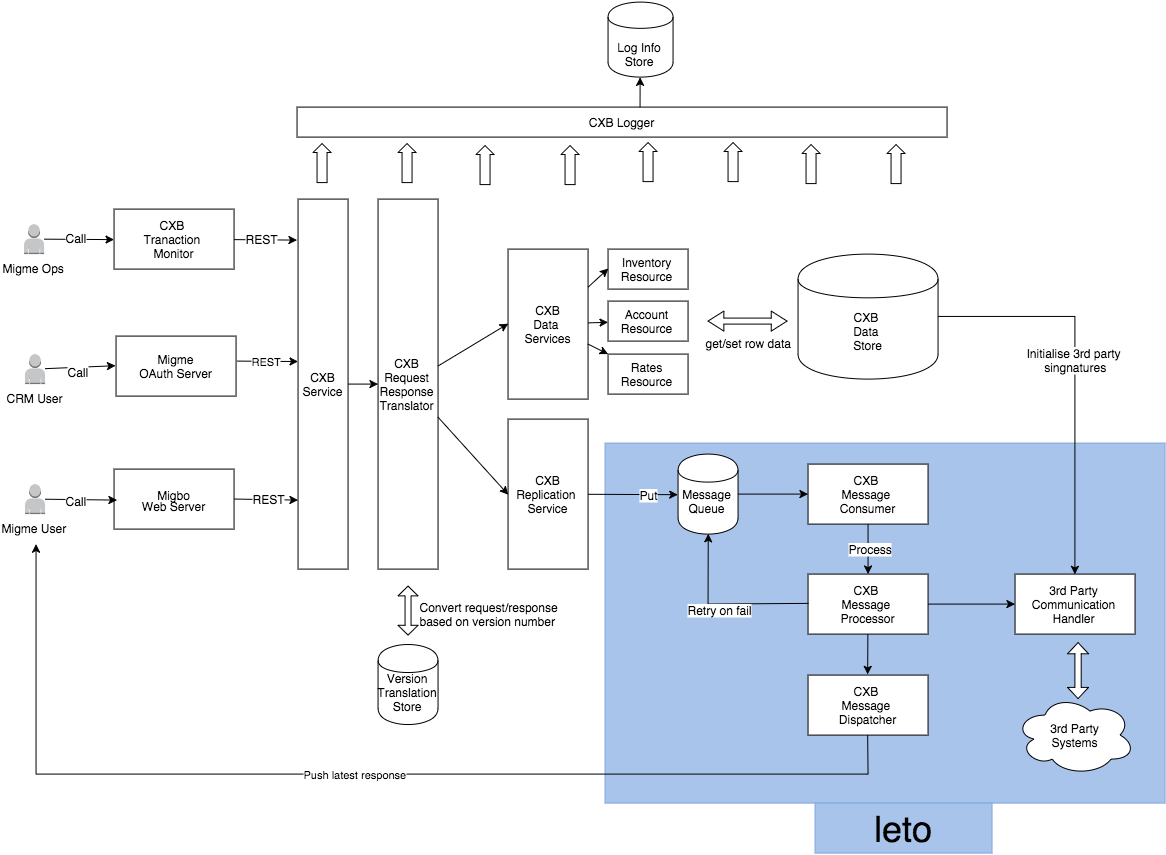 Log Info
Store
CXB Logger
Migme Ops
Call
CXB
Tranaction
Monitor
REST
CRM User
Call
Migme
OAuth Server
REST
Migme User
Call
Migbo
Web Server
REST
CXB
Service
CXB
Request
Response
Translator
Convert request/response
based on version number
Version
Translation
Store
CXB
Data
Services
Inventory
Resource
Account
Resource
Rates
Resource
get/set row data
CXB
Data
Store
Initialise 3rd party
singnatures
CXB
Replication
Service
Put
Message
Queue
CXB
Message
Consumer
Process
CXB
Message
Processor
Retry on fail
3rd Party
Communication
Handler
CXB
Message
Dispatcher
3rd Party
Systems
Push latest response
leto